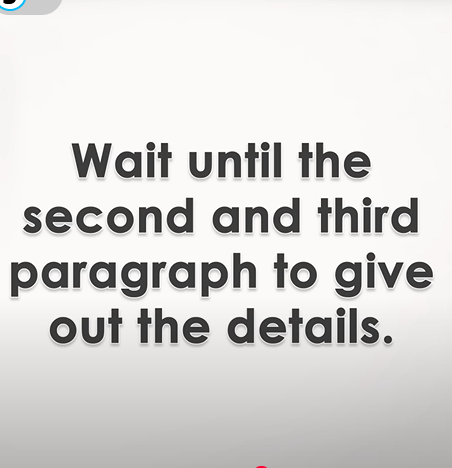 Wait until the
second and third
paragraph to give
out the details.